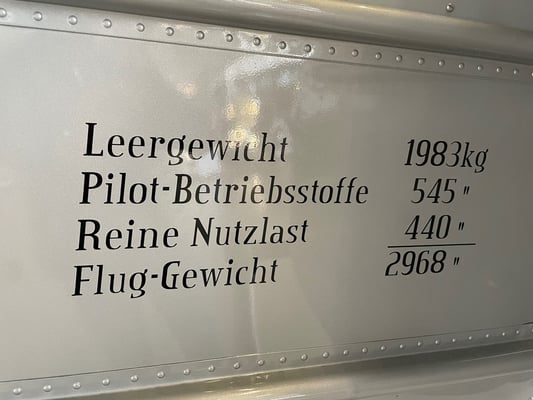 Leergewicht 1983kg
Pilot-Betriebsstoffe 545 "
Reine Nutzlast 440 "
Flug-Gewicht 2968 "